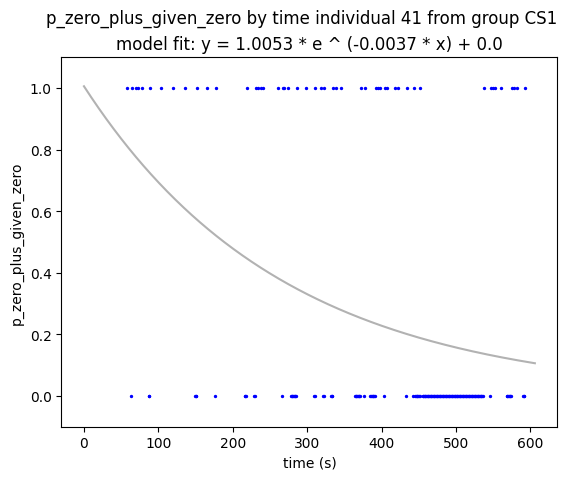 p_zero_plus_given_zero by time individual 41 from group CS1
model fit: y = 1.0053 * e ^ (-0.0037 * x) + 0.0
1.0
0.8
0.6
0.4
0.2
0.0
p_zero_plus_given_zero
0 100 200 300 400 500 600
time (s)